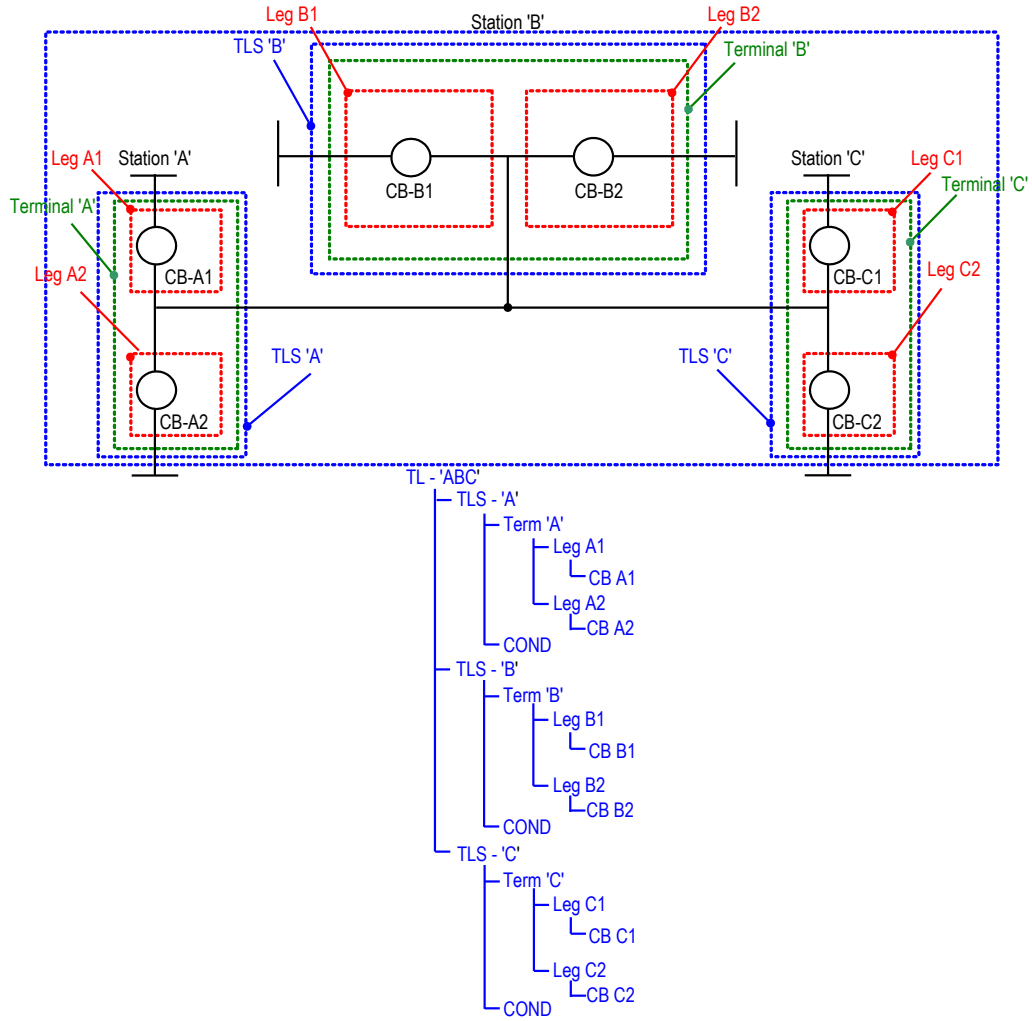 Leg B1
Station 'B'
Leg B2
TLS 'B'
Terminal 'B'
Leg A1
Station 'A'
CB-B1
CB-B2
Station 'C'
Leg C1
Terminal 'C'
Terminal 'A'
Leg A2
CB-A1
CB-C1
Leg C2
TLS 'A'
TLS 'C'
CB-A2
CB-C2
TL - 'ABC'
TLS - 'A'
Term 'A'
Leg A1
CB A1
Leg A2
CB A2
COND
TLS - 'B'
Term 'B'
Leg B1
CB B1
Leg B2
CB B2
COND
TLS - 'C'
Term 'C'
Leg C1
CB C1
Leg C2
CB C2
COND